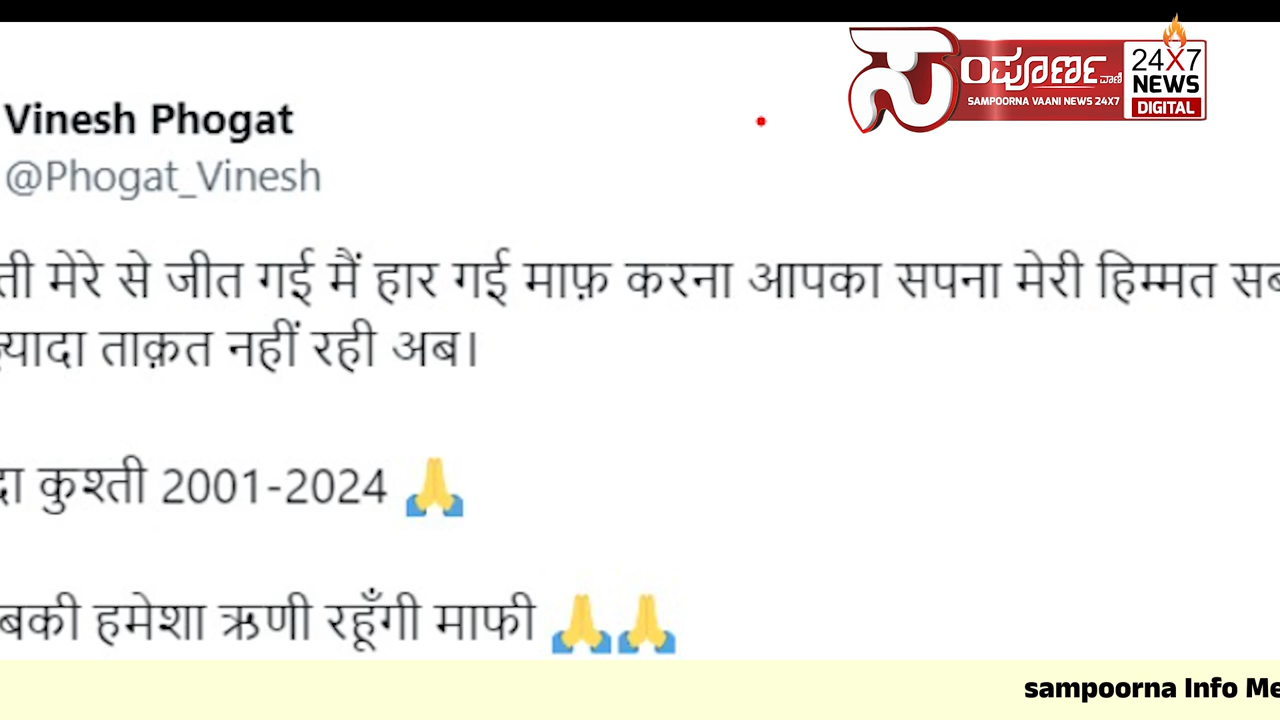 ಸಂಪೂರ್ಣ ವಾಣಿ
SAMPOORNA VAANI NEWS 24X7
24X7
NEWS
DIGITAL
Vinesh Phogat
@Phogat_Vinesh
ती मेरे से जीत गई मैं हार गई माफ़ करना आपका सपना मेरी हिम्मत सब
ज़्यादा ताक़त नहीं रही अब।
दा कुश्ती 2001-2024 🙏
बकी हमेशा ऋणी रहूँगी माफी 🙏🙏
sampoorna Info Me